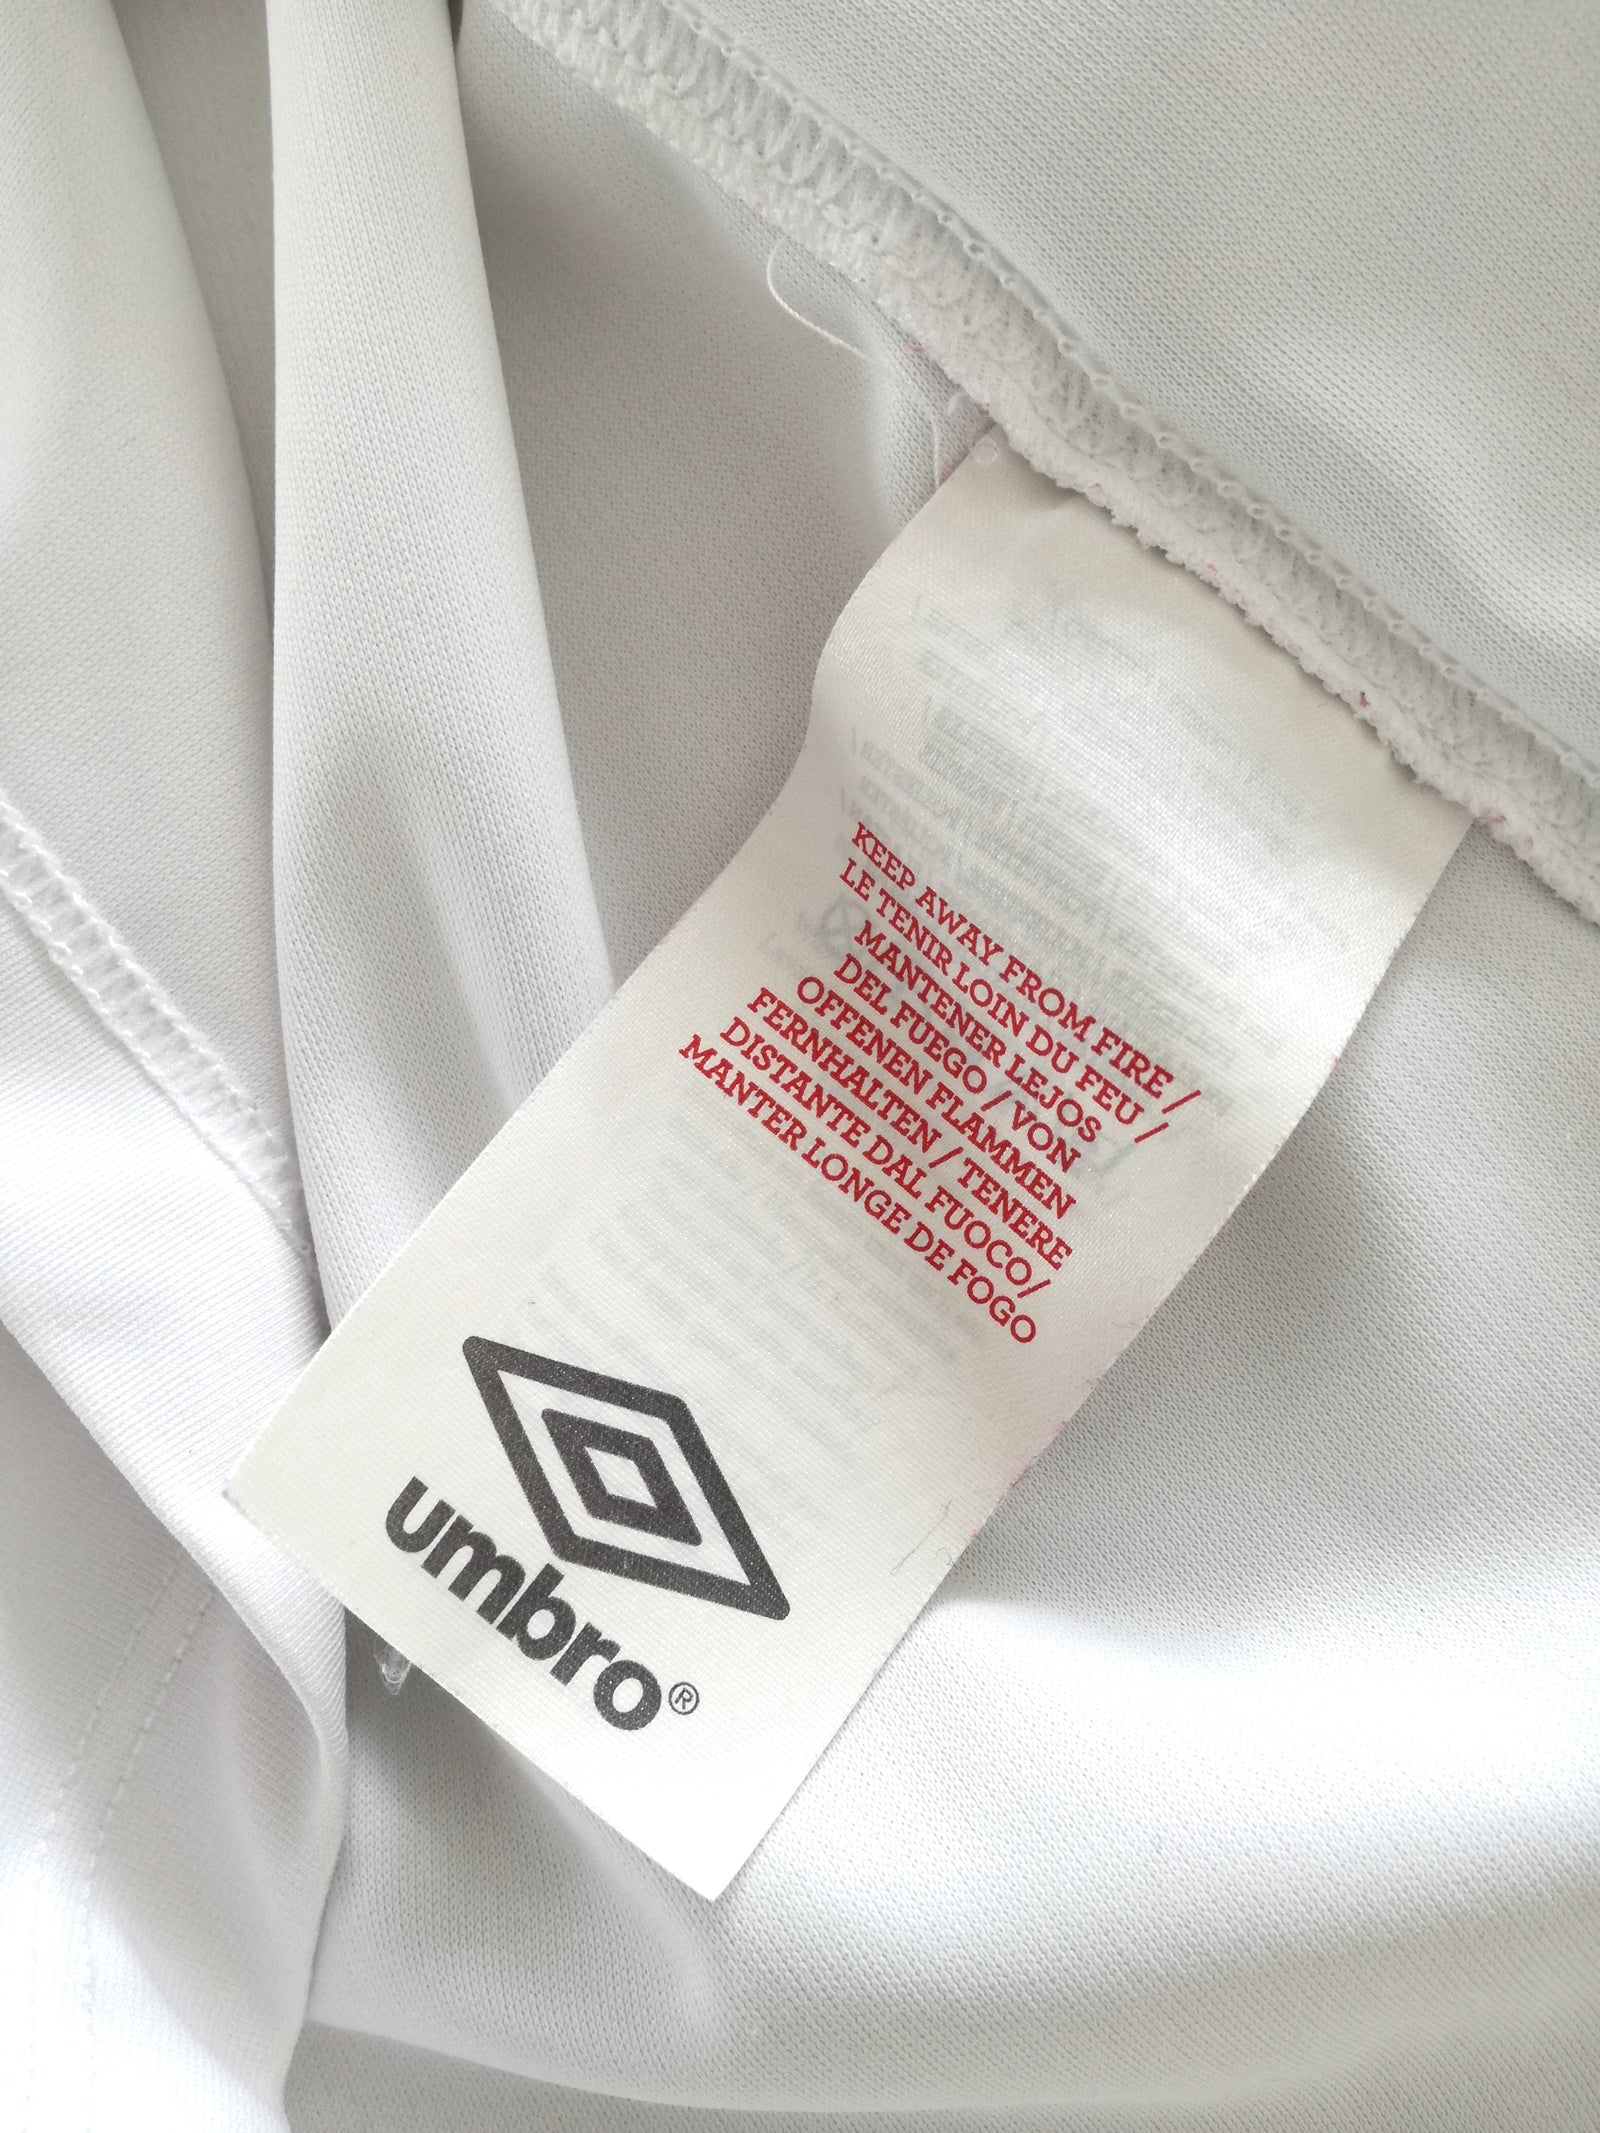 KEEP AWAY FROM FIRE /
LE TENIR LOIN DU FEU /
MANTENER LEJOS
DEL FUEGO / VON
OFFENEN FLAMMEN
FERNHALTEN / TENERE
DISTANTE DAL FUOCO/
MANTER LONGE DE FOGO
umbro®